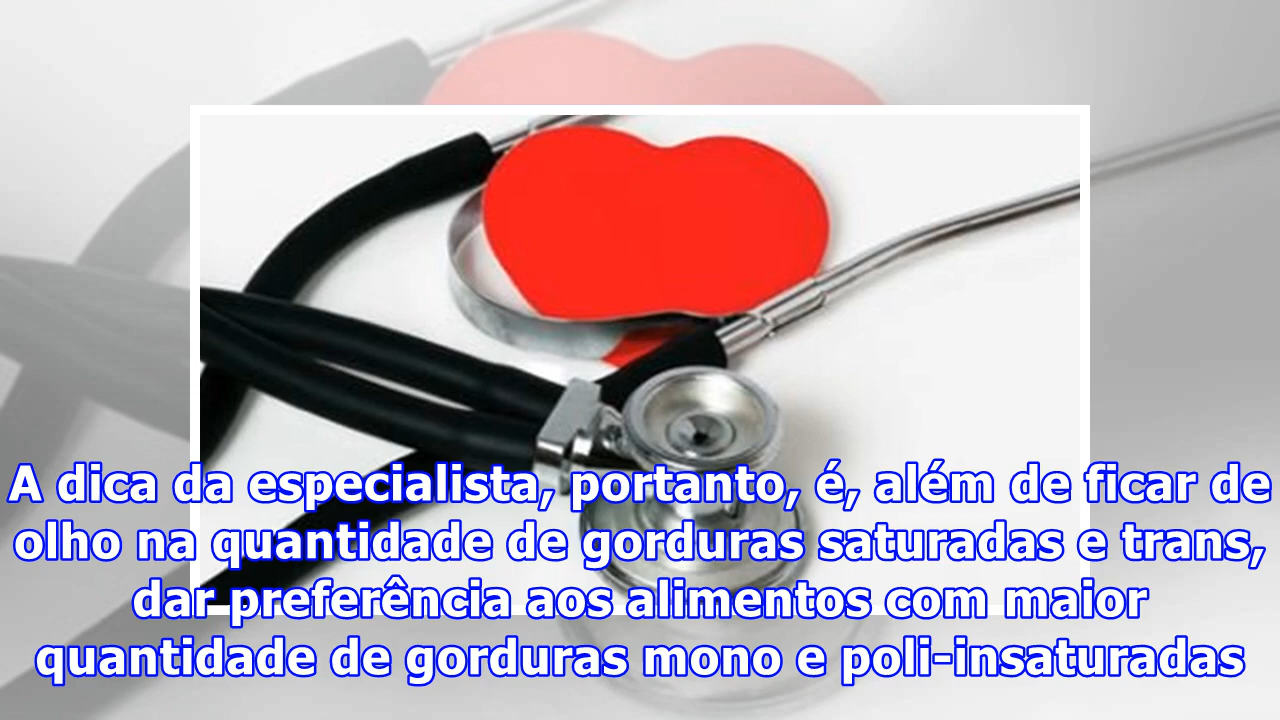 A dica da especialista, portanto, é, além de ficar de
olho na quantidade de gorduras saturadas e trans,
dar preferência aos alimentos com maior
quantidade de gorduras mono e poli-insaturadas